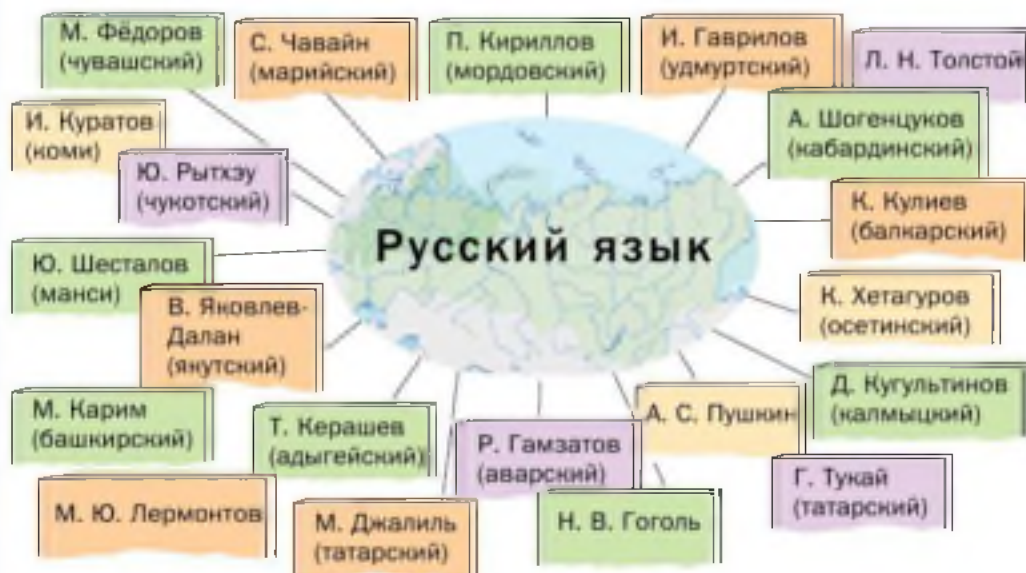 М. Фёдоров
(чувашский)
С. Чавайн
(марийский)
П. Кириллов
(мордовский)
И. Гаврилов
(удмуртский)
Л. Н. Толстой
И. Куратов
(коми)
Ю. Рытхэу
(чукотский)
А. Шогенцуков
(кабардинский)
К. Кулиев
(балкарский)
Русский язык
Ю. Шесталов
(манси)
В. Яковлев-
Далан
(якутский)
К. Хетагуров
(осетинский)
М. Карим
(башкирский)
Т. Керашев
(адыгейский)
Р. Гамзатов
(аварский)
А. С. Пушкин
Д. Кугультинов
(калмыцкий)
М. Ю. Лермонтов
М. Джалиль
(татарский)
Н. В. Гоголь
Г. Тукай
(татарский)